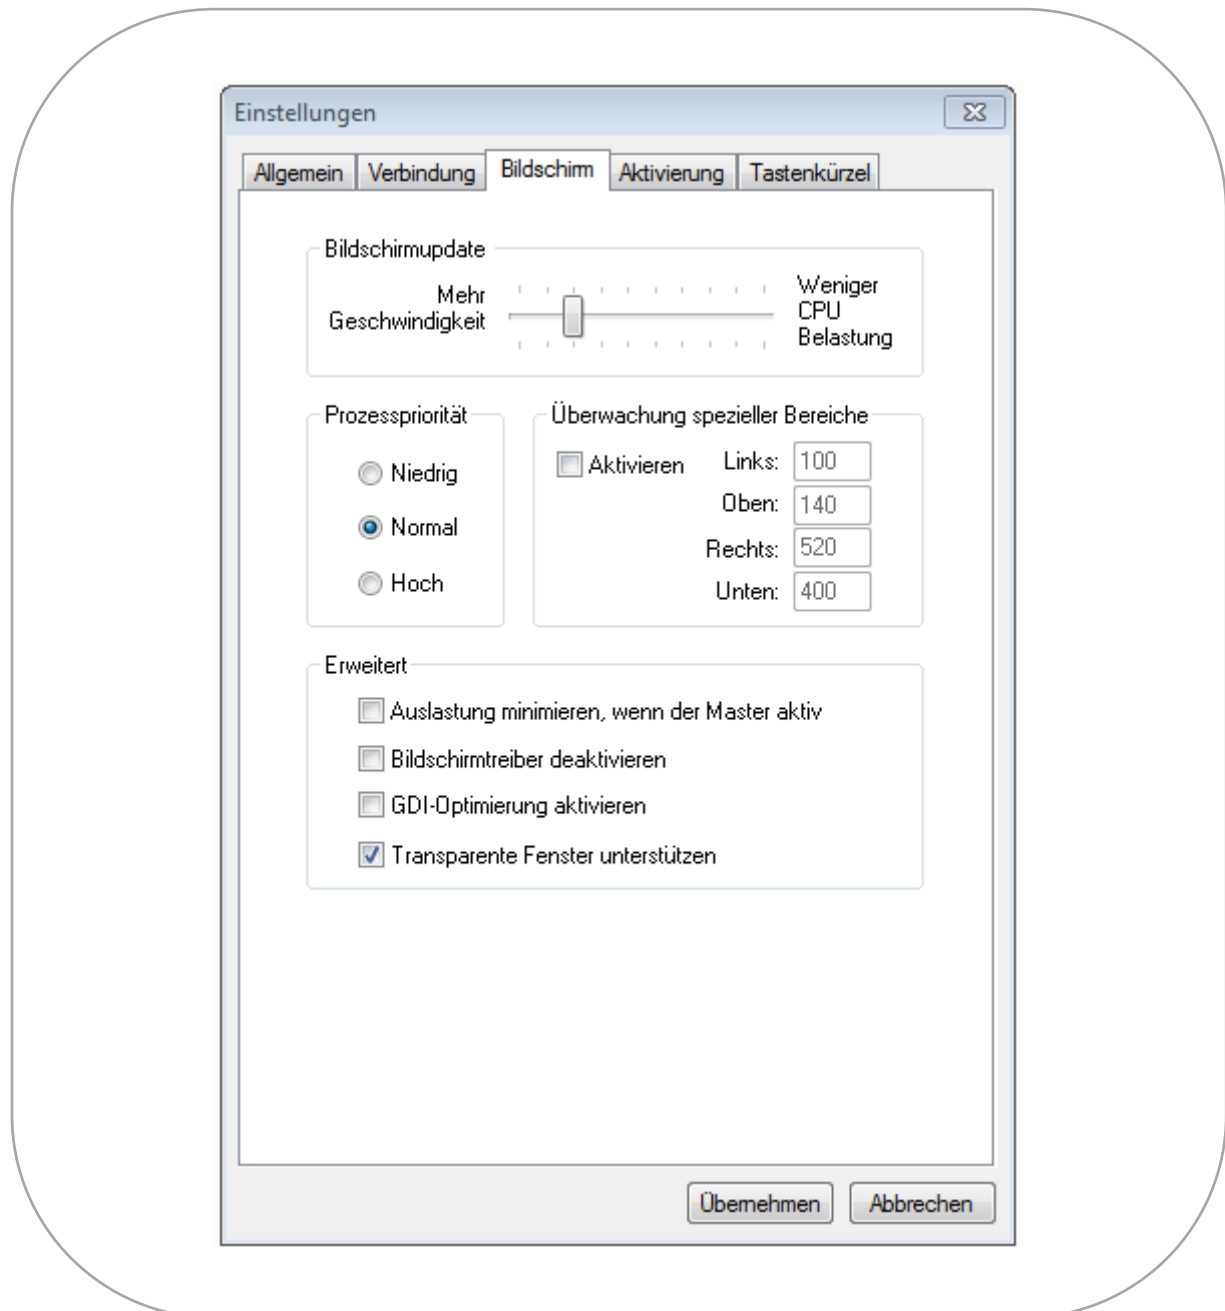 Einstellungen
Allgemein Verbindung Bildschirm Aktivierung Tastenkürzel
Bildschirmupdate
Mehr
Geschwindigkeit
Weniger
CPU
Belastung
Prozesspriorität
Niedrig
Normal
Hoch
Überwachung spezieller Bereiche
Aktivieren Links: 100
Oben: 140
Rechts: 520
Unten: 400
Erweitert
Auslastung minimieren, wenn der Master aktiv
Bildschirmtreiber deaktivieren
GDI-Optimierung aktivieren
Transparente Fenster unterstützen
Übernehmen Abbrechen